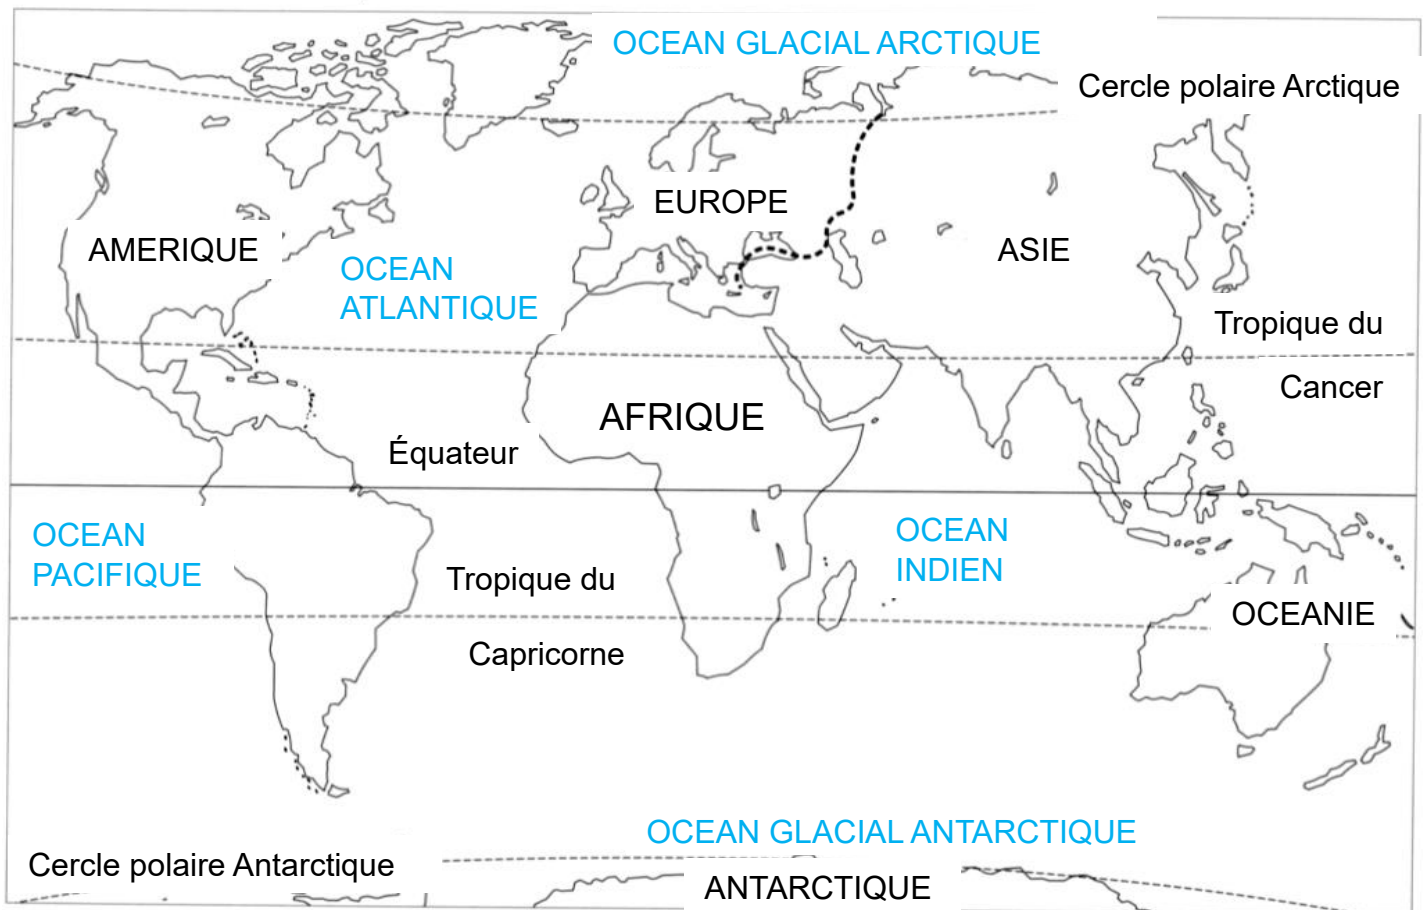 OCEAN GLACIAL ARCTIQUE
Cercle polaire Arctique
EUROPE
AMERIQUE
ASIE
OCEAN
ATLANTIQUE
Tropique du
Cancer
AFRIQUE
Équateur
OCEAN
PACIFIQUE
OCEAN
INDIEN
Tropique du
Capricorne
OCEANIE
OCEAN GLACIAL ANTARCTIQUE
Cercle polaire Antarctique
ANTARCTIQUE